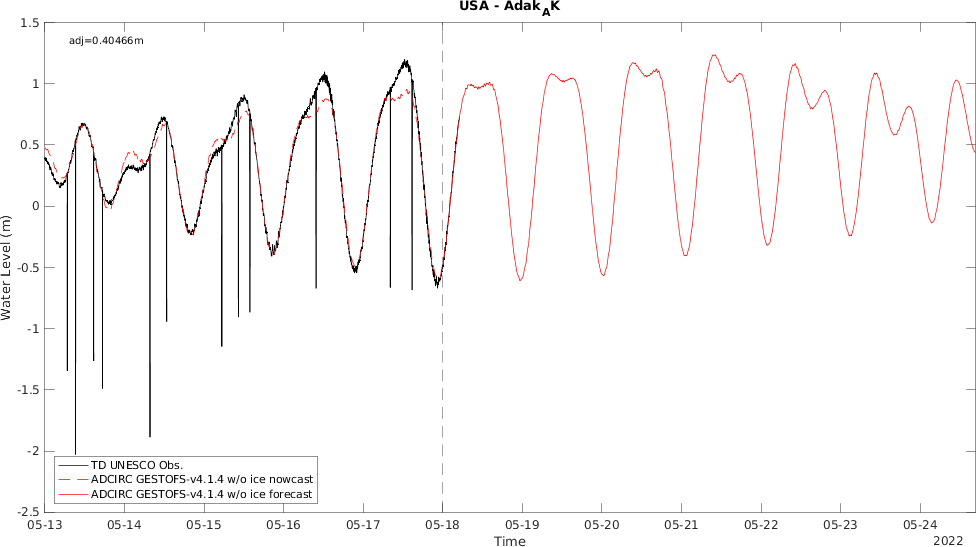 USA - Adak_AK
adj=0.40466m
1.5
1
0.5
0
-0.5
-1
-1.5
-2
-2.5
Water Level (m)
TD UNESCO Obs.
ADCIRC GESTOFS-v4.1.4 w/o ice nowcast
ADCIRC GESTOFS-v4.1.4 w/o ice forecast
05-13 05-14 05-15 05-16 05-17 05-18 05-19 05-20 05-21 05-22 05-23 05-24
Time
2022